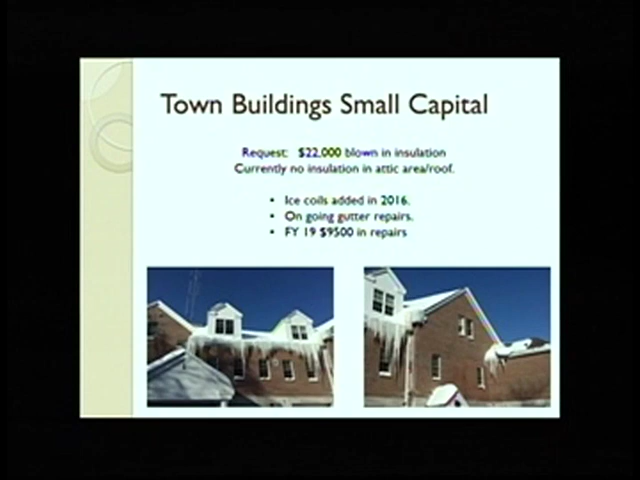 Town Buildings Small Capital
Request: $22,000 blown in insulation
Currently no insulation in attic area/roof.
• Ice coils added in 2016.
• On going gutter repairs.
• FY 19 $9500 in repairs